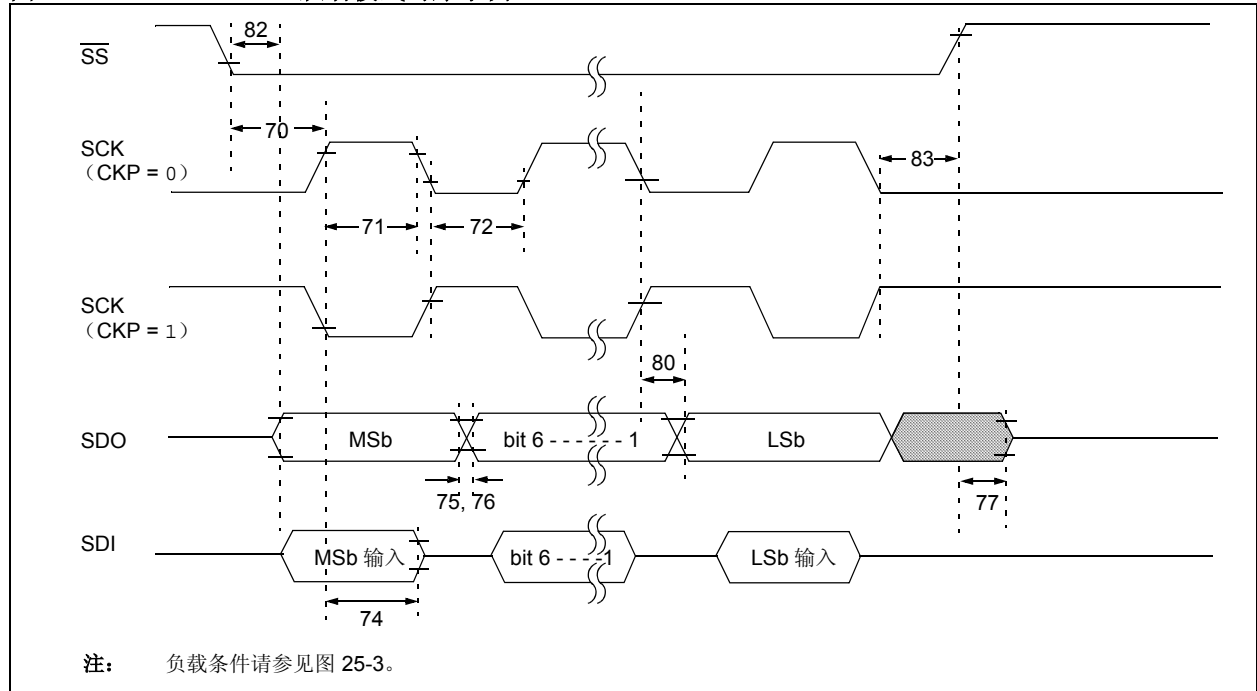 82
SS
70
SCK
（CKP = 0）
83
71
72
SCK
（CKP = 1）
80
SDO
MSb
bit 6 - - - - - - 1
LSb
75, 76
77
SDI
MSb 输入
bit 6 - - - -1
LSb 输入
74
注： 负载条件请参见图 25-3。